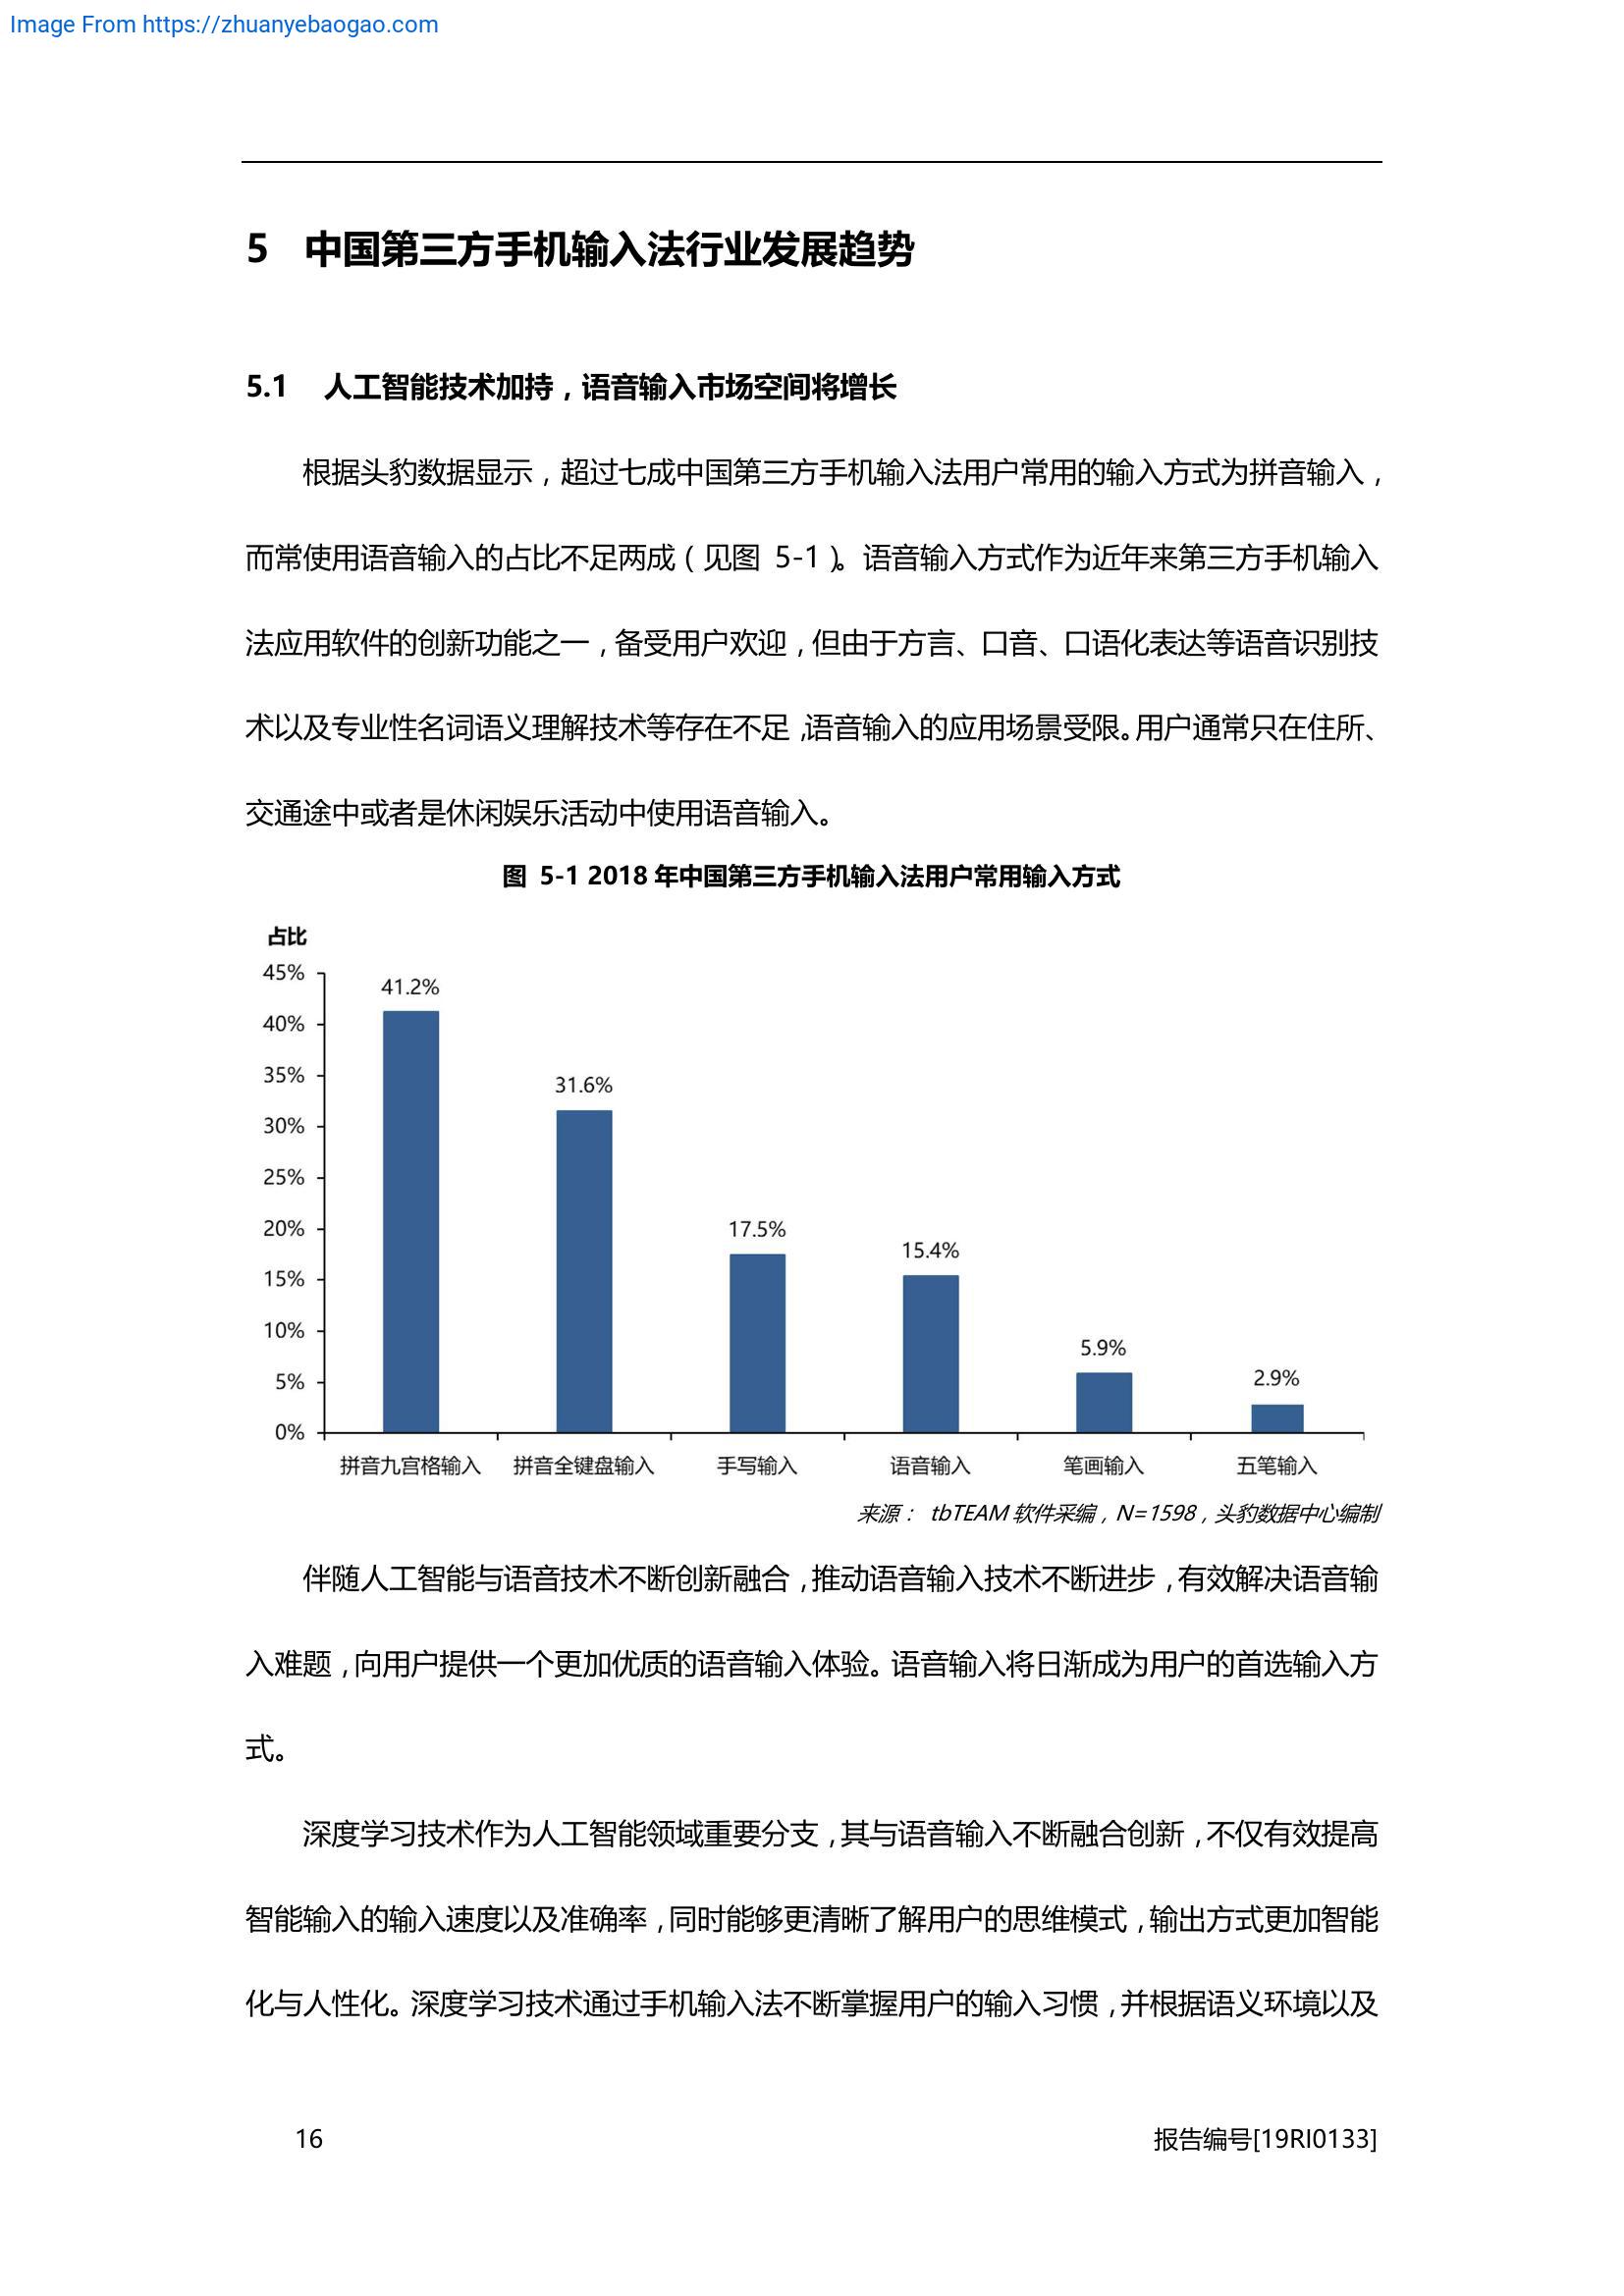 Image From https://zhuanyebaogao.com
5 中国第三方手机输入法行业发展趋势
5.1 人工智能技术加持，语音输入市场空间将增长
根据头豹数据显示，超过七成中国第三方手机输入法用户常用的输入方式为拼音输入，
而常使用语音输入的占比不足两成（见图 5-1）。语音输入方式作为近年来第三方手机输入
法应用软件的创新功能之一，备受用户欢迎，但由于方言、口音、口语化表达等语音识别技
术以及专业性名词语义理解技术等存在不足，语音输入的应用场景受限。用户通常只在住所、
交通途中或者是休闲娱乐活动中使用语音输入。
图 5-1 2018 年中国第三方手机输入法用户常用输入方式
占比
45%
40%
35%
30%
25%
20%
15%
10%
5%
0%
41.2%
31.6%
17.5%
15.4%
5.9%
2.9%
拼音九宫格输入 拼音全键盘输入 手写输入 语音输入 笔画输入 五笔输入
来源： tbTEAM 软件采编，N=1598，头豹数据中心编制
伴随人工智能与语音技术不断创新融合，推动语音输入技术不断进步，有效解决语音输
入难题，向用户提供一个更加优质的语音输入体验。语音输入将日渐成为用户的首选输入方
式。
深度学习技术作为人工智能领域重要分支，其与语音输入不断融合创新，不仅有效提高
智能输入的输入速度以及准确率，同时能够更清晰了解用户的思维模式，输出方式更加智能
化与人性化。深度学习技术通过手机输入法不断掌握用户的输入习惯，并根据语义环境以及
16 报告编号[19RI0133]